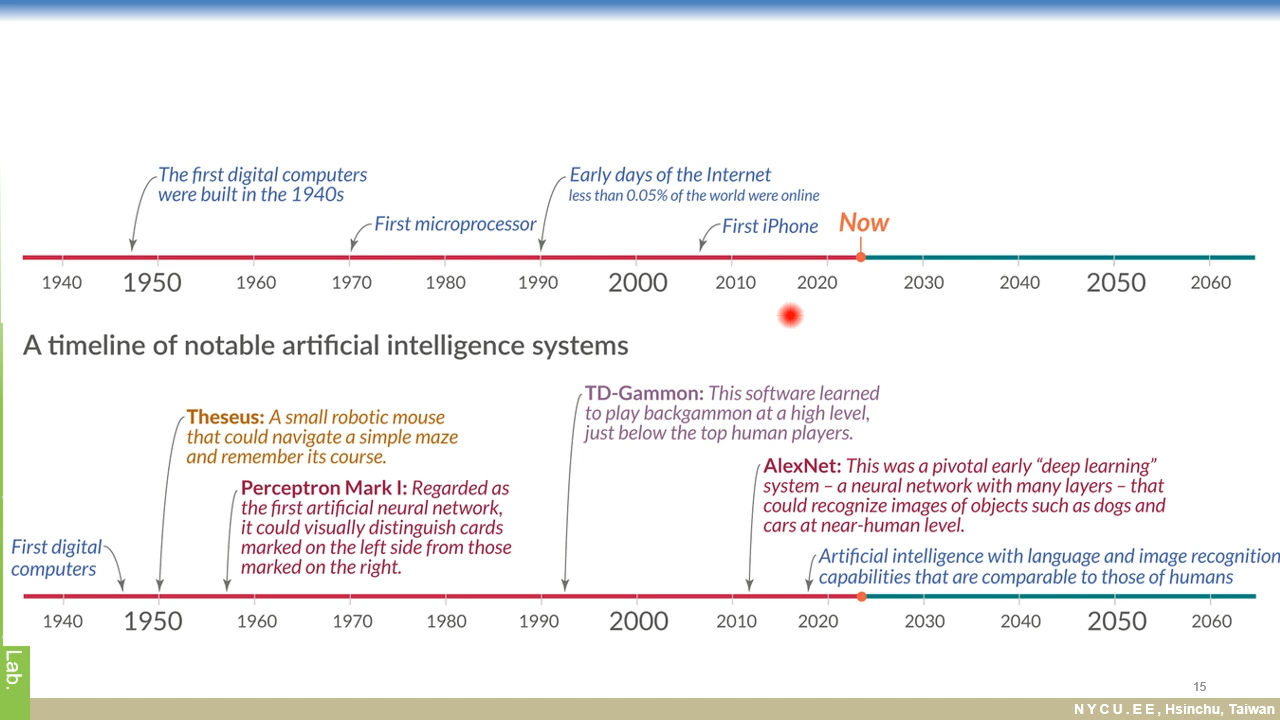 The first digital computers
were built in the 1940s
Early days of the Internet
less than 0.05% of the world were online
First microprocessor
First iPhone
Now
1940 1950 1960 1970 1980 1990 2000 2010 2020 2030 2040 2050 2060
A timeline of notable artificial intelligence systems
Theseus: A small robotic mouse
that could navigate a simple maze
and remember its course.
TD-Gammon: This software learned
to play backgammon at a high level,
just below the top human players.
Perceptron Mark I: Regarded as
the first artificial neural network,
it could visually distinguish cards
marked on the left side from those
marked on the right.
AlexNet: This was a pivotal early “deep learning”
system – a neural network with many layers – that
could recognize images of objects such as dogs and
cars at near-human level.
First digital
computers
Artificial intelligence with language and image recognition
capabilities that are comparable to those of humans
1940 1950 1960 1970 1980 1990 2000 2010 2020 2030 2040 2050 2060
Lab.
15
NYCU.EE, Hsinchu, Taiwan